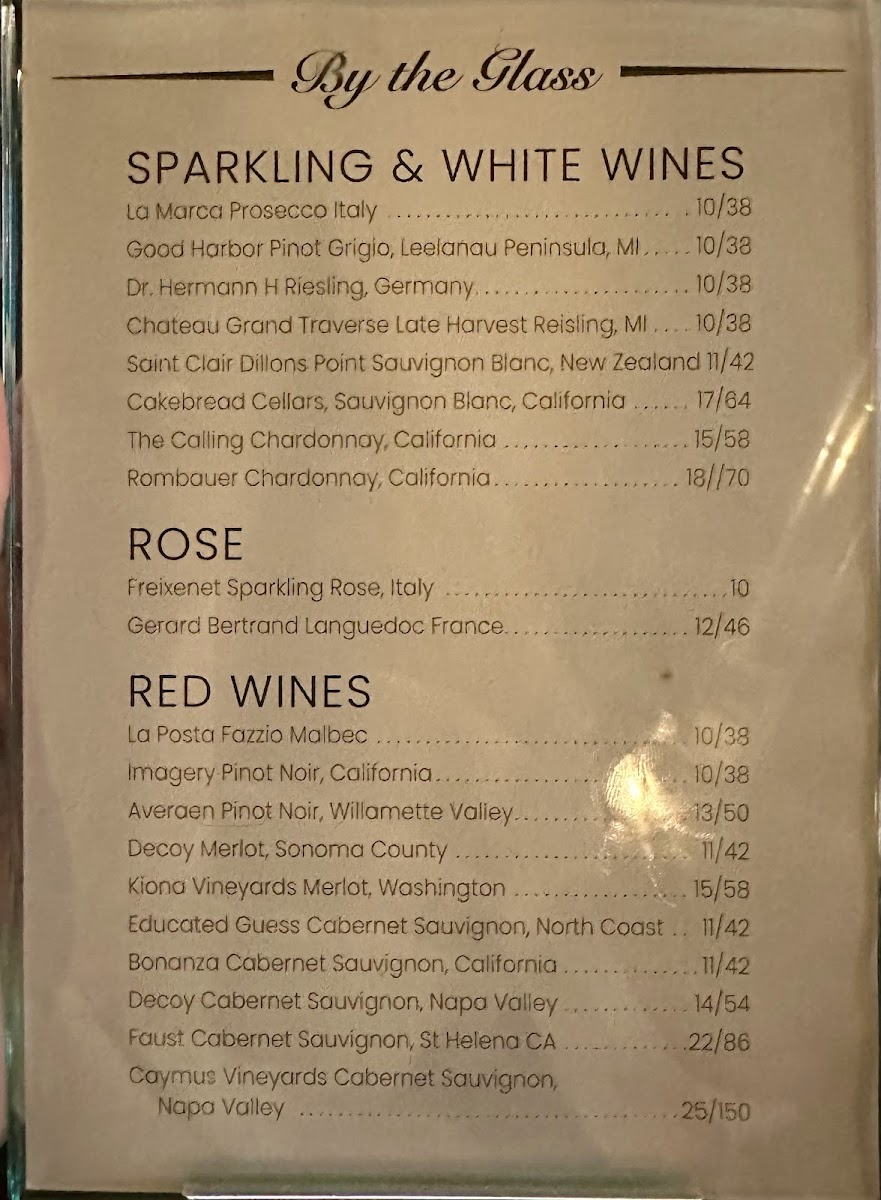 By the Glass
SPARKLING & WHITE WINES
La Marca Prosecco Italy ................................ 10/38
Good Harbor Pinot Grigio, Leelanau Peninsula, MI..... 10/38
Dr. Hermann H Riesling, Germany...................... 10/38
Chateau Grand Traverse Late Harvest Reisling, MI .... 10/38
Saint Clair Dillons Point Sauvignon Blanc, New Zealand 11/42
Cakebread Cellars, Sauvignon Blanc, California ...... 17/64
The Calling Chardonnay, California ................... 15/58
Rombauer Chardonnay, California................... 18//70
ROSE
Freixenet Sparkling Rose, Italy .............................10
Gerard Bertrand Languedoc France................... 12/46
RED WINES
La Posta Fazzio Malbec ................................ 10/38
Imagery Pinot Noir, California.......................... 10/38
Averaen Pinot Noir, Willamette Valley.................. 13/50
Decoy Merlot, Sonoma County ........................ 11/42
Kiona Vineyards Merlot, Washington .................. 15/58
Educated Guess Cabernet Sauvignon, North Coast .. 11/42
Bonanza Cabernet Sauvignon, California ..............11/42
Decoy Cabernet Sauvignon, Napa Valley ............. 14/54
Faust Cabernet Sauvignon, St Helena CA .............22/86
Caymus Vineyards Cabernet Sauvignon,
Napa Valley .......................................25/150